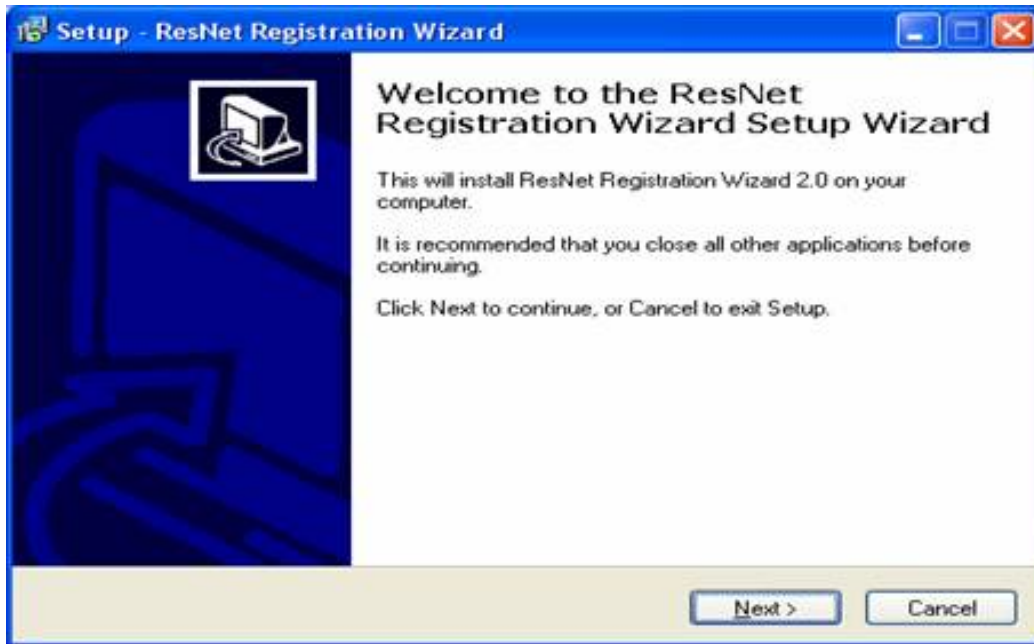 Setup - ResNet Registration Wizard
Welcome to the ResNet
Registration Wizard Setup Wizard
This will install ResNet Registration Wizard 2.0 on your
computer.
It is recommended that you close all other applications before
continuing.
Click Next to continue, or Cancel to exit Setup.
Next >
Cancel